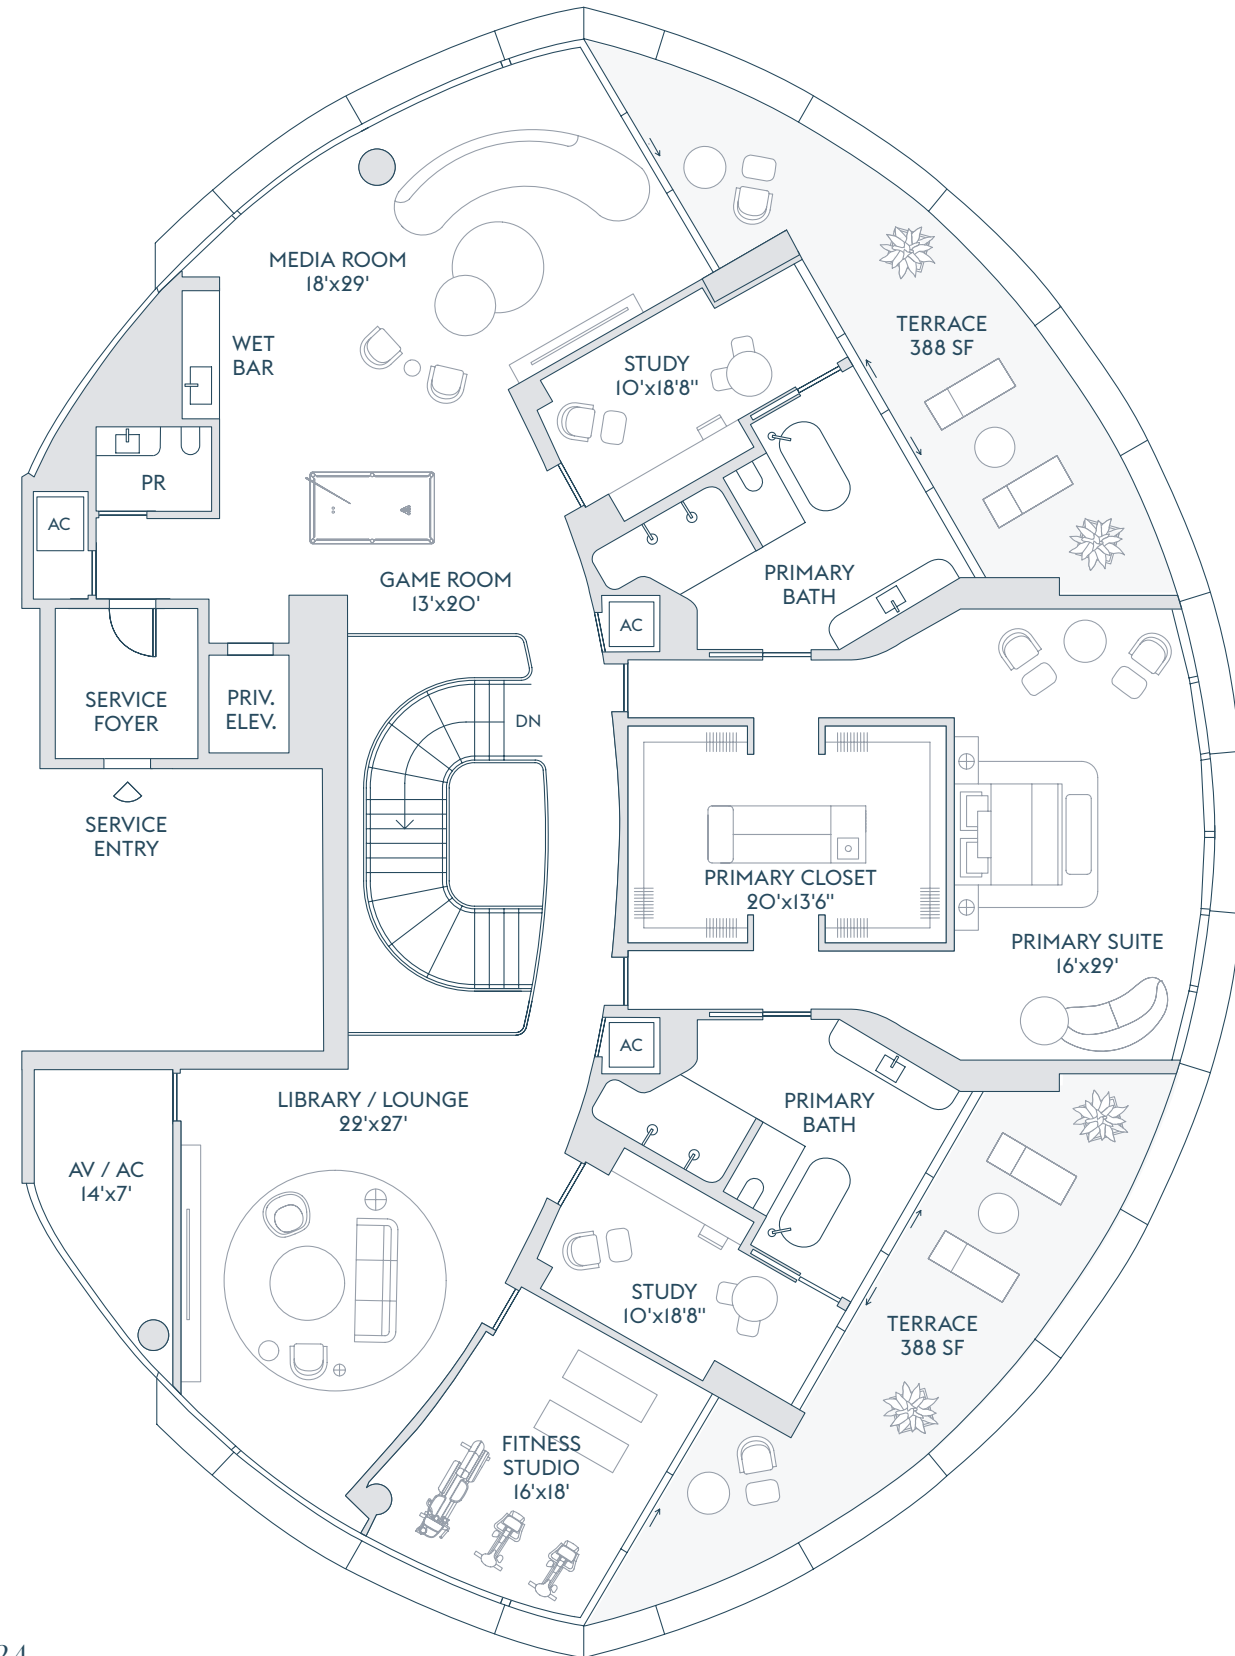 MEDIA ROOM
18'x29'
WET
BAR
TERRACE
388 SF
STUDY
10'x18'8"
PR
AC
GAME ROOM
13'x20'
PRIMARY
BATH
AC
SERVICE
FOYER
PRIV.
ELEV.
DN
SERVICE
ENTRY
PRIMARY CLOSET
20'x13'6"
PRIMARY SUITE
16'x29'
AC
LIBRARY / LOUNGE
22'x27'
PRIMARY
BATH
AV / AC
14'x7'
STUDY
10'x18'8"
TERRACE
388 SF
FITNESS
STUDIO
16'x18'